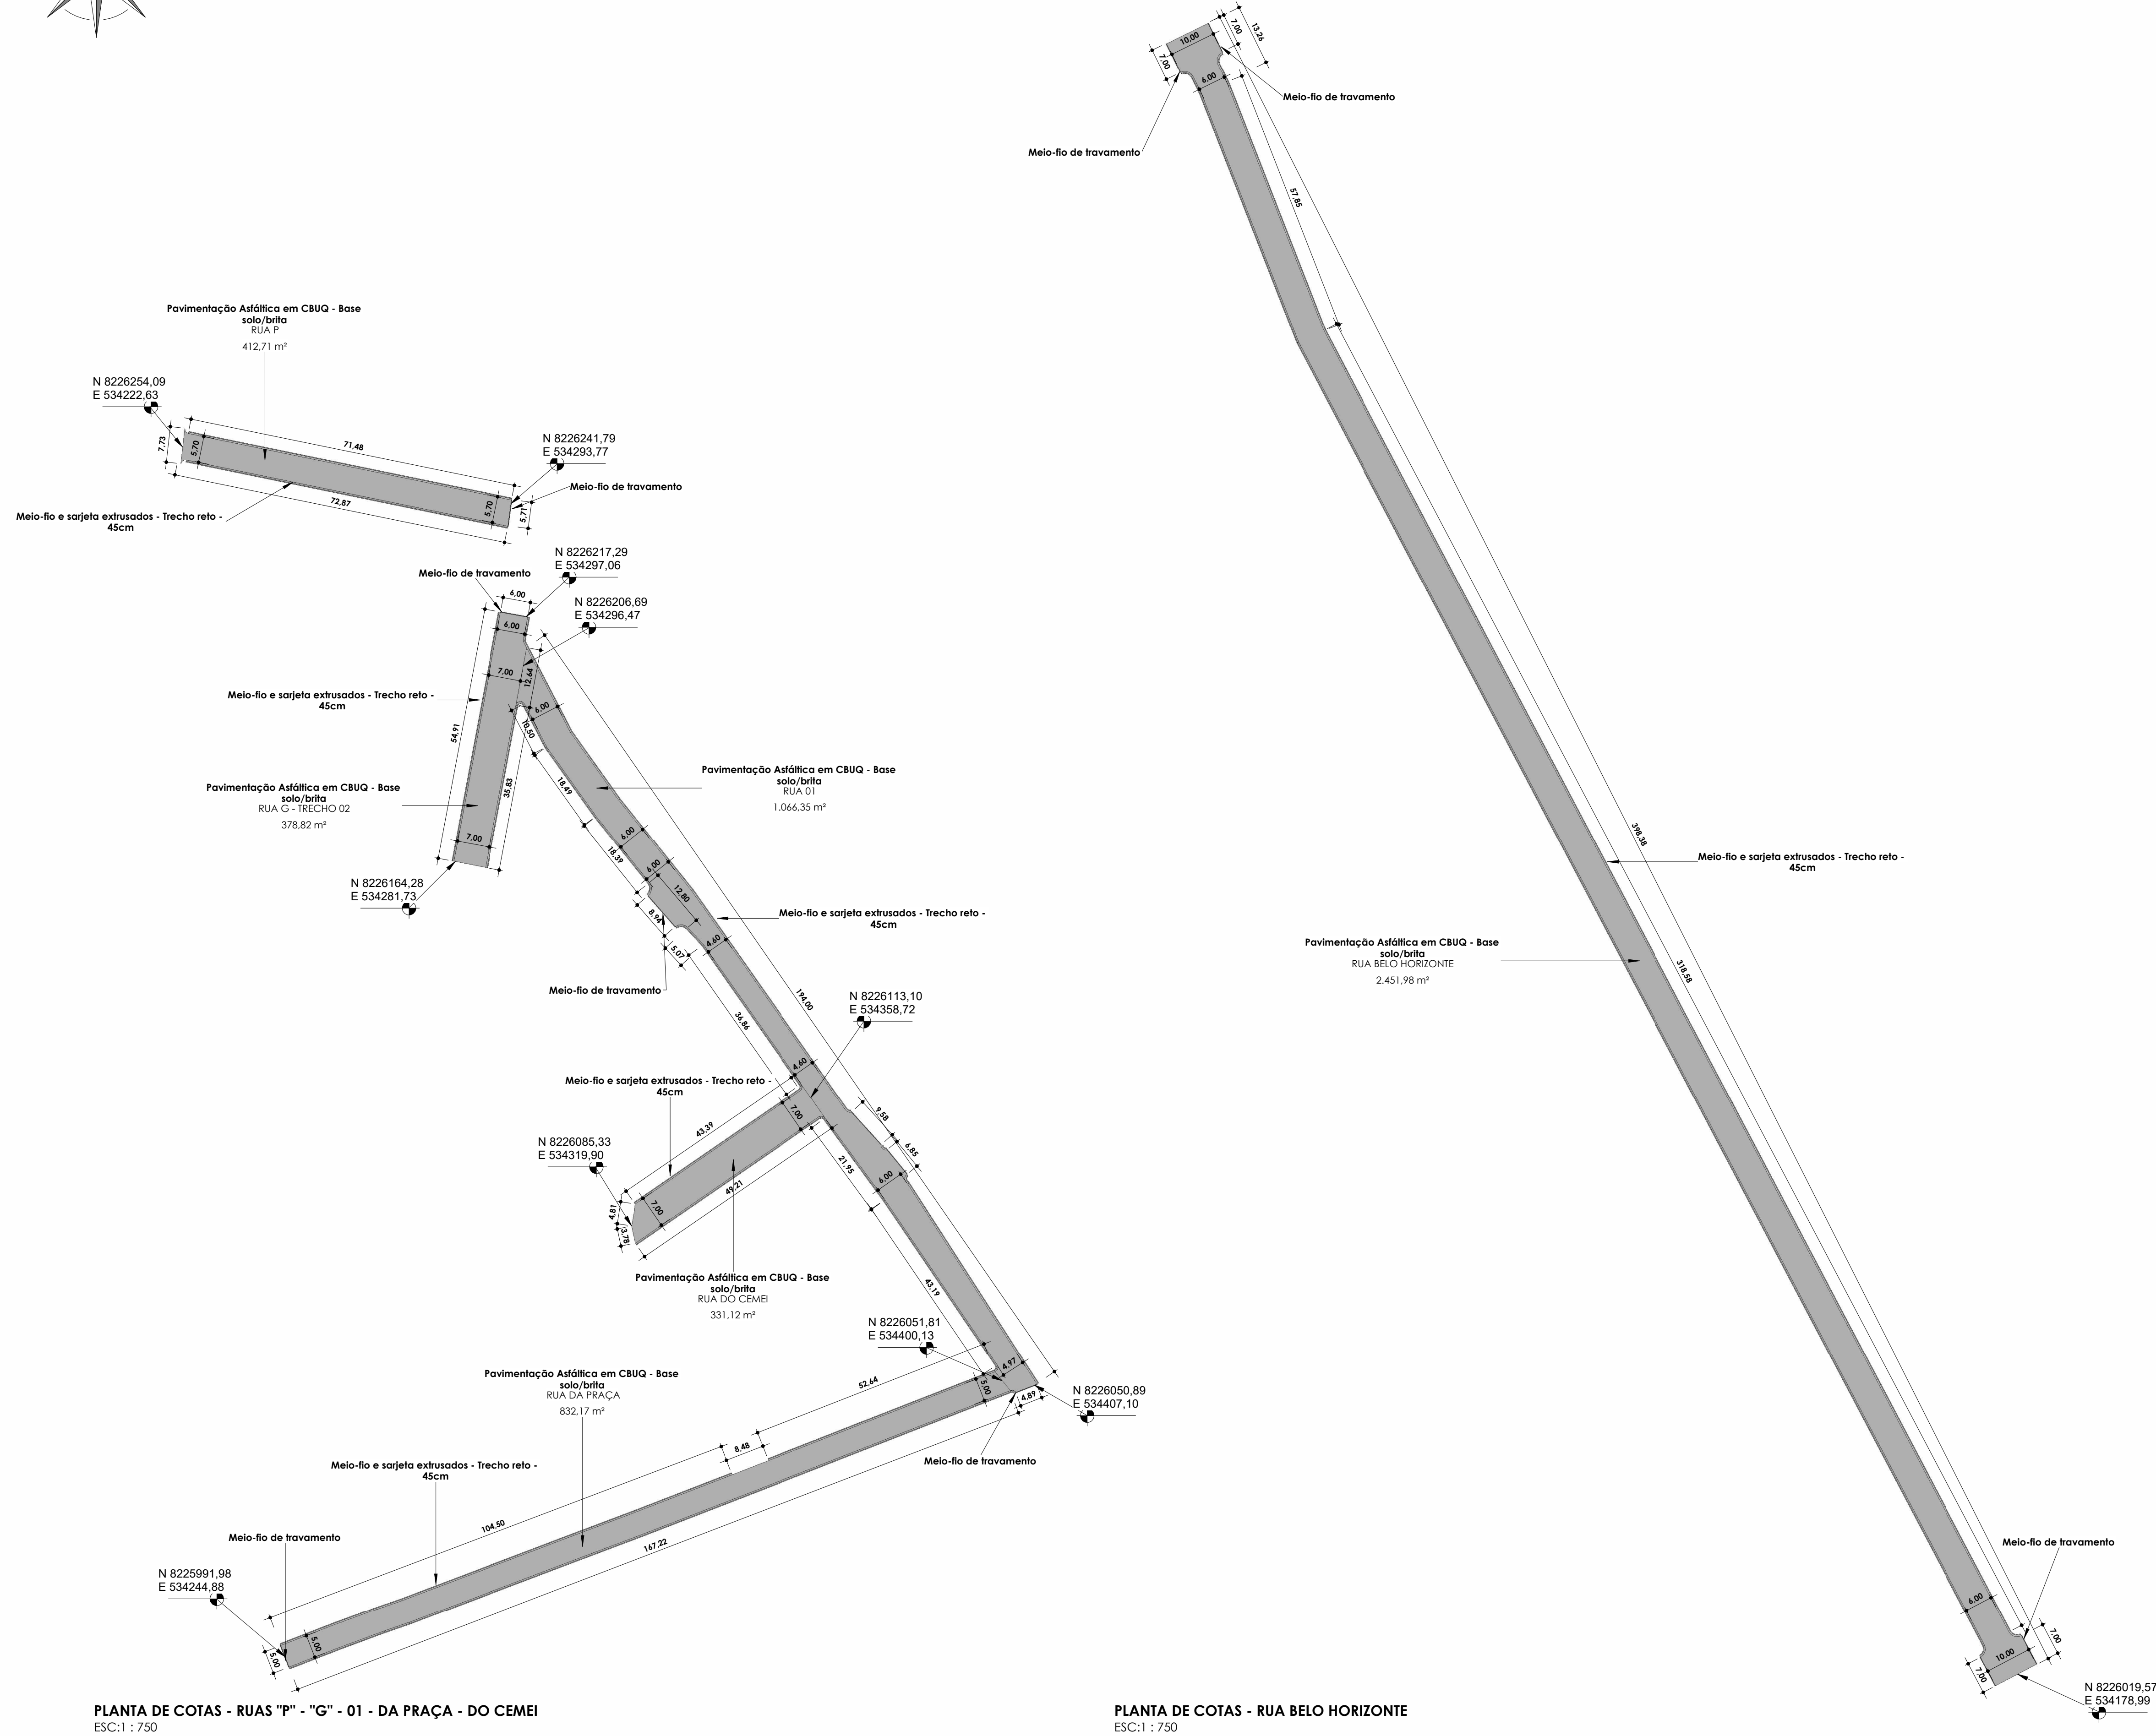 Pavimentação Asfáltica em CBUQ - Base
solo/brita
RUA P
412,71 m²
N 8226254,09
E 534222,63
7,73
5,70
71,48
72,87
5,70
5,71
N 8226241,79
E 534293,77
Meio-fio de travamento
Meio-fio e sarjeta extrusados - Trecho reto -
45cm
N 8226217,29
E 534297,06
Meio-fio de travamento
6,00
N 8226206,69
E 534296,47
6,00
7,00
12,64
Meio-fio e sarjeta extrusados - Trecho reto -
45cm
54,91
6,00
10,50
18,49
35,83
Pavimentação Asfáltica em CBUQ - Base
solo/brita
RUA G - TRECHO 02
378,82 m²
7,00
N 8226164,28
E 534281,73
Pavimentação Asfáltica em CBUQ - Base
solo/brita
RUA 01
1.066,35 m²
6,00
18,39
6,00
12,80
8,94
5,07
4,60
Meio-fio e sarjeta extrusados - Trecho reto -
45cm
Meio-fio de travamento
36,86
194,00
N 8226113,10
E 534358,72
4,60
Meio-fio e sarjeta extrusados - Trecho reto -
45cm
7,00
43,39
9,58
6,85
N 8226085,33
E 534319,90
21,95
6,00
49,21
7,00
4,81
3,78
Pavimentação Asfáltica em CBUQ - Base
solo/brita
RUA DO CEMEI
331,12 m²
43,19
N 8226051,81
E 534400,13
4,97
5,00
4,89
N 8226050,89
E 534407,10
52,64
Pavimentação Asfáltica em CBUQ - Base
solo/brita
RUA DA PRAÇA
832,17 m²
8,48
Meio-fio de travamento
Meio-fio e sarjeta extrusados - Trecho reto -
45cm
104,50
167,22
Meio-fio de travamento
N 8225991,98
E 534244,88
5,00
5,00
PLANTA DE COTAS - RUAS "P" - "G" - 01 - DA PRAÇA - DO CEMEI
ESC:1 : 750
7,00
13,26
10,00
7,00
6,00
Meio-fio de travamento
Meio-fio de travamento
57,85
398,38
Meio-fio e sarjeta extrusados - Trecho reto -
45cm
Pavimentação Asfáltica em CBUQ - Base
solo/brita
RUA BELO HORIZONTE
2.451,98 m²
318,58
Meio-fio de travamento
6,00
7,00
10,00
7,00
N 8226019,57
E 534178,99
PLANTA DE COTAS - RUA BELO HORIZONTE
ESC:1 : 750